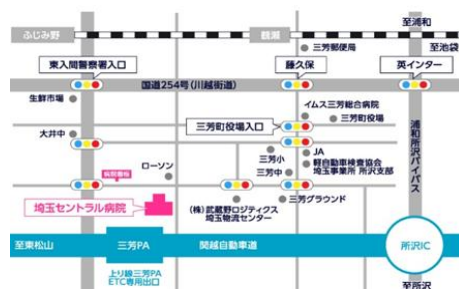 至浦和
ふじみ野
鶴瀬
至池袋
三芳郵便局
東入間警察署入口
藤久保
英インター
国道254号(川越街道)
生鮮市場
イムス三芳総合病院
三芳町役場入口
三芳町役場
大井中
浦和所沢バイパス
三芳小
JA
軽自動車検査協会
埼玉事業所 所沢支部
ローソン
病院看板
三芳中
埼玉セントラル病院
三芳グラウンド
(株)武蔵野ロジティクス
埼玉物流センター
至東松山
三芳PA
関越自動車道
所沢IC
上り線三芳PA
ETC専用出口
至所沢